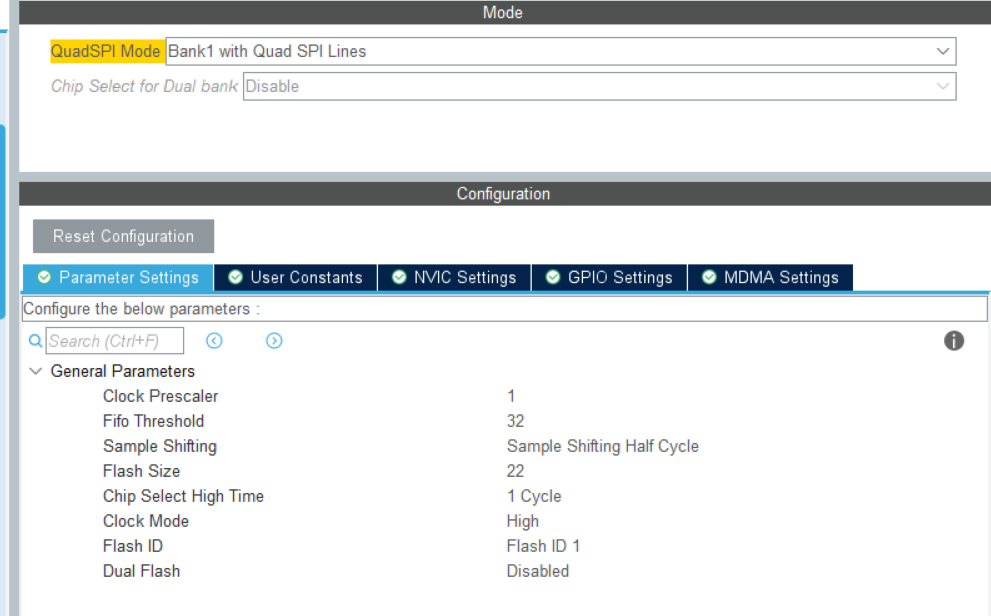 Mode
QuadSPI Mode Bank1 with Quad SPI Lines
Chip Select for Dual bank Disable
Configuration
Reset Configuration
Parameter Settings User Constants NVIC Settings GPIO Settings MDMA Settings
Configure the below parameters :
Search (Ctrl+F)
General Parameters
Clock Prescaler 1
Fifo Threshold 32
Sample Shifting Sample Shifting Half Cycle
Flash Size 22
Chip Select High Time 1 Cycle
Clock Mode High
Flash ID Flash ID 1
Dual Flash Disabled